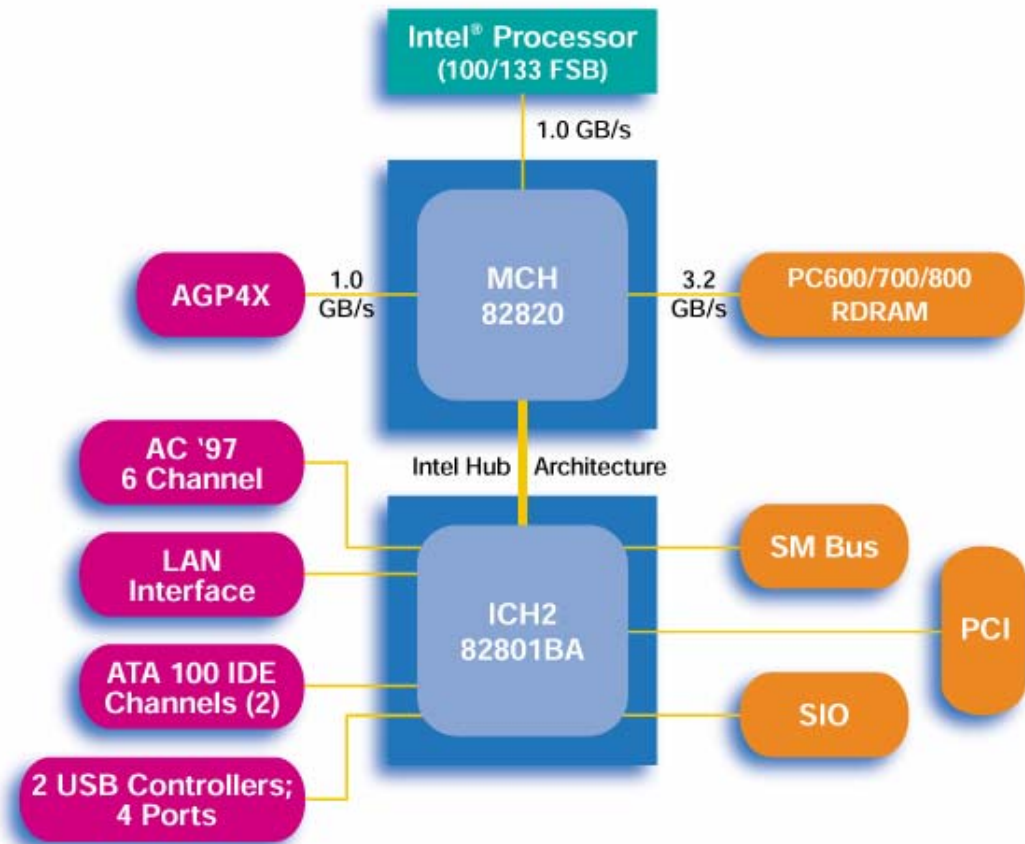 Intel® Processor
(100/133 FSB)
1.0 GB/s
AGP4X
1.0
GB/s
MCH
82820
3.2
GB/s
PC600/700/800
RDRAM
Intel Hub Architecture
AC '97
6 Channel
LAN
Interface
ATA 100 IDE
Channels (2)
2 USB Controllers;
4 Ports
ICH2
82801BA
SM Bus
PCI
SIO